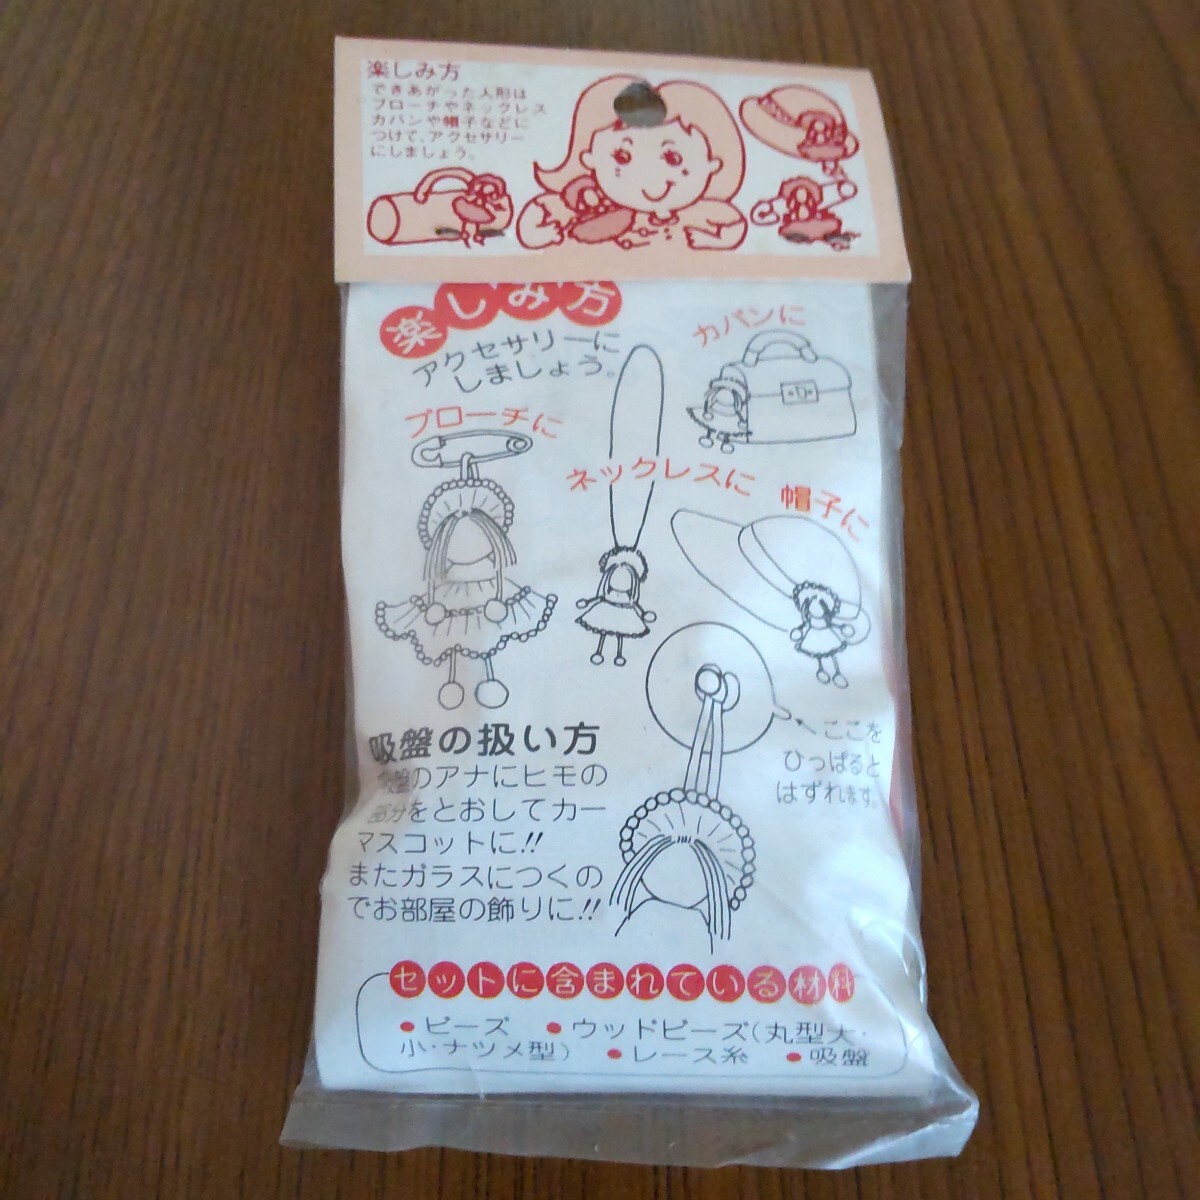 楽しみ方
できあがった人形は
ブローチやネックレス
カバンや帽子などに
つけて、アクセサリー
にしましょう。
楽しみ方
アクセサリーに
しましょう。
カバンに
ブローチに
ネックレスに
帽子に
ここを
ひっぱると
はずれます。
吸盤の扱い方
吸盤のアナにヒモの
部分をとおしてカー
マスコットに!!
またガラスにつくの
でお部屋の飾りに!!
セットに含まれている材料
●ビーズ ●ウッドビーズ(丸型大・
小・ナツメ型) ●レース糸 ●吸盤